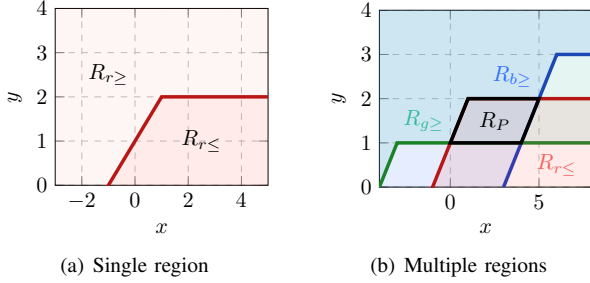 4
3
2
1
0
y
R_{r≥}
R_{r≤}
−2 0 2 4
x
(a) Single region
4
3
2
1
0
y
R_{b≥}
R_{g≥}
R_P
R_{r≤}
0 5
x
(b) Multiple regions